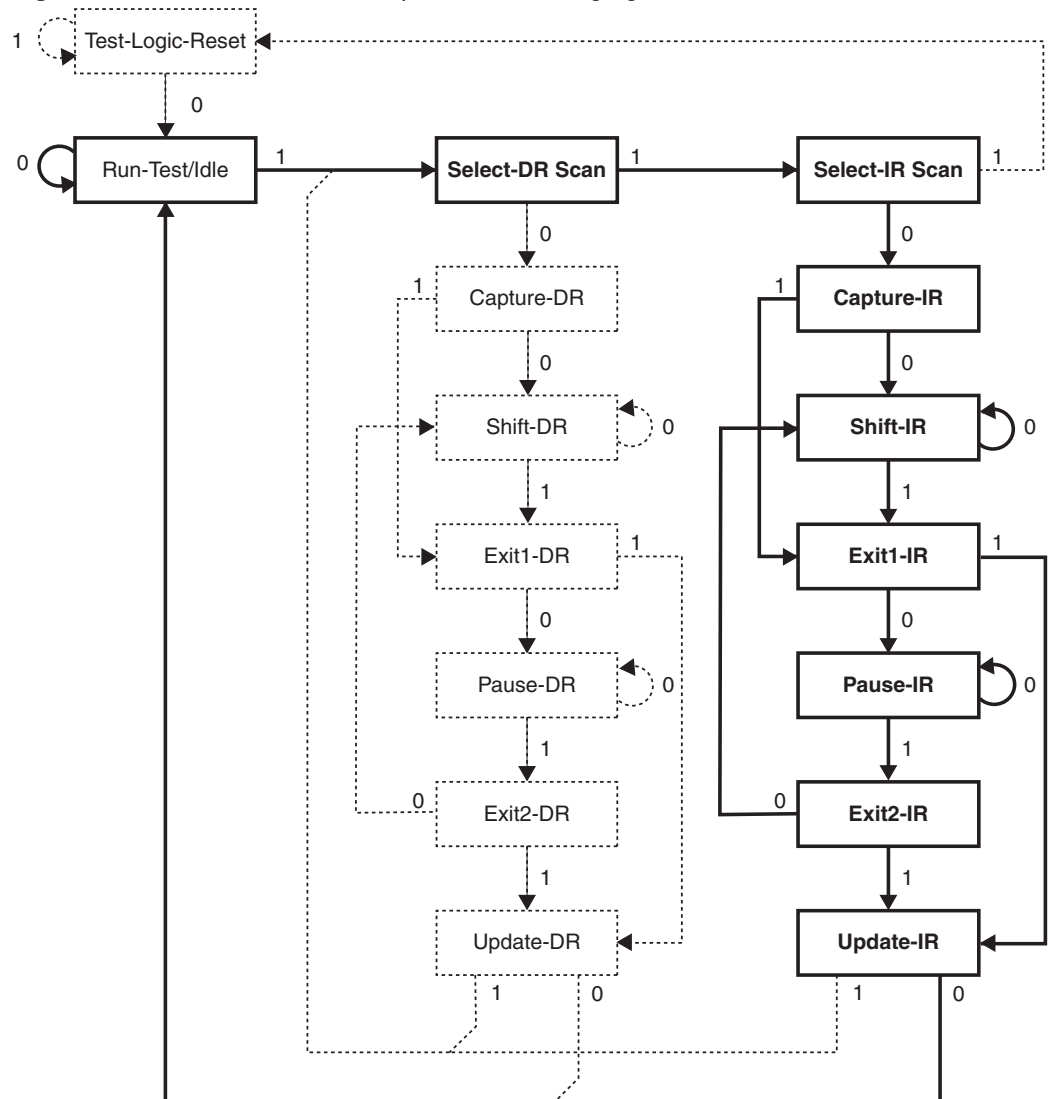 1
Test-Logic-Reset
0
0
Run-Test/Idle
1
Select-DR Scan
1
Select-IR Scan
1
0
0
1
Capture-DR
1
Capture-IR
0
0
Shift-DR
0
Shift-IR
0
1
1
Exit1-DR
1
Exit1-IR
1
0
0
Pause-DR
0
Pause-IR
0
1
1
0
Exit2-DR
0
Exit2-IR
1
1
Update-DR
Update-IR
1
0
1
0